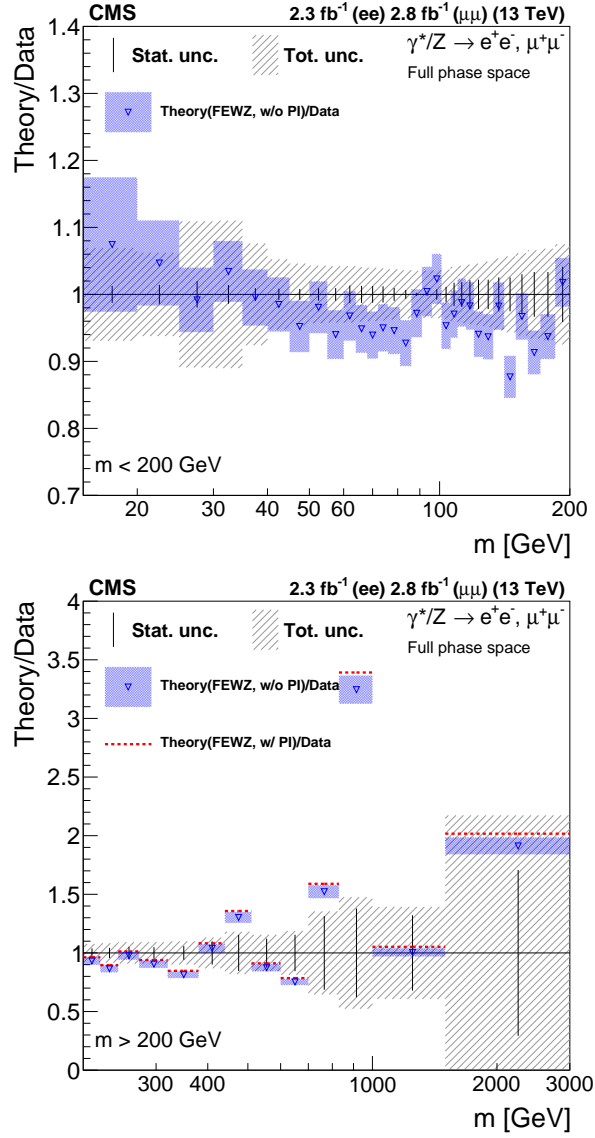 CMS 2.3 fb⁻¹ (ee) 2.8 fb⁻¹ (μμ) (13 TeV)
Theory/Data
1.4
1.3
1.2
1.1
1
0.9
0.8
0.7
Stat. unc. Tot. unc. γ*/Z → e⁺e⁻, μ⁺μ⁻
Full phase space
Theory(FEWZ, w/o PI)/Data
m < 200 GeV
20 30 40 50 60 100 200
m [GeV]
CMS 2.3 fb⁻¹ (ee) 2.8 fb⁻¹ (μμ) (13 TeV)
Theory/Data
4
3.5
3
2.5
2
1.5
1
0.5
0
Stat. unc. Tot. unc. γ*/Z → e⁺e⁻, μ⁺μ⁻
Full phase space
Theory(FEWZ, w/o PI)/Data
Theory(FEWZ, w/ PI)/Data
m > 200 GeV
300 400 1000 2000 3000
m [GeV]